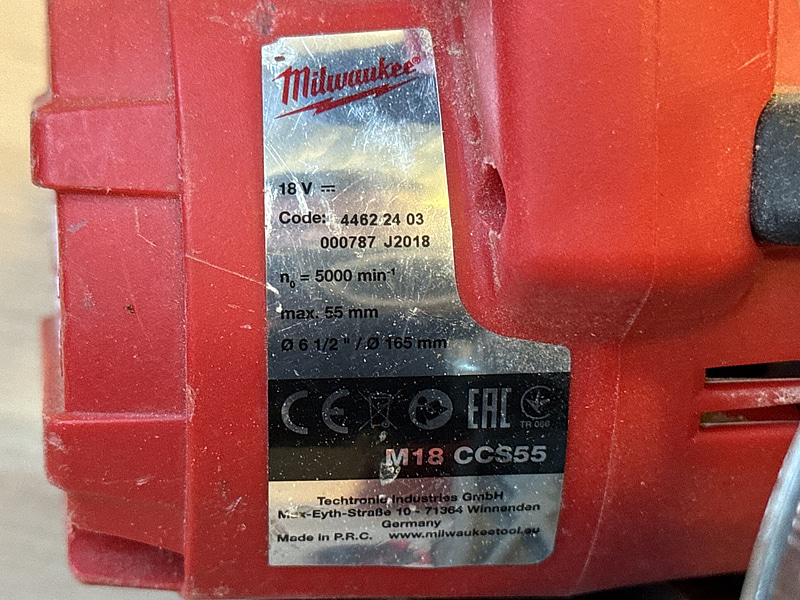 Milwaukee®
18 V
Code: 4462 24 03
000787 J2018
n₀ = 5000 min⁻¹
max. 55 mm
Ø 6 1/2 " / Ø 165 mm
CE EAC
TR 066
M18 CCS55
Techtronic Industries GmbH
Max-Eyth-Straße 10 - 71364 Winnenden
Germany
Made in P.R.C. www.milwaukeetool.eu